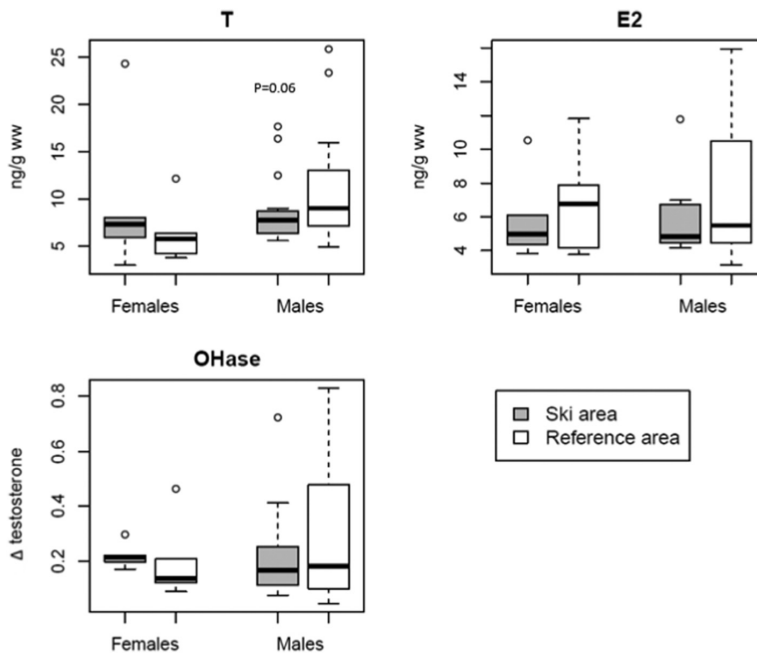 T
ng/g ww
25
20
15
10
5
P=0.06
Females
Males
E2
ng/g ww
14
10
8
6
4
Females
Males
OHase
Δ testosterone
0.8
0.6
0.4
0.2
Females
Males
Ski area
Reference area